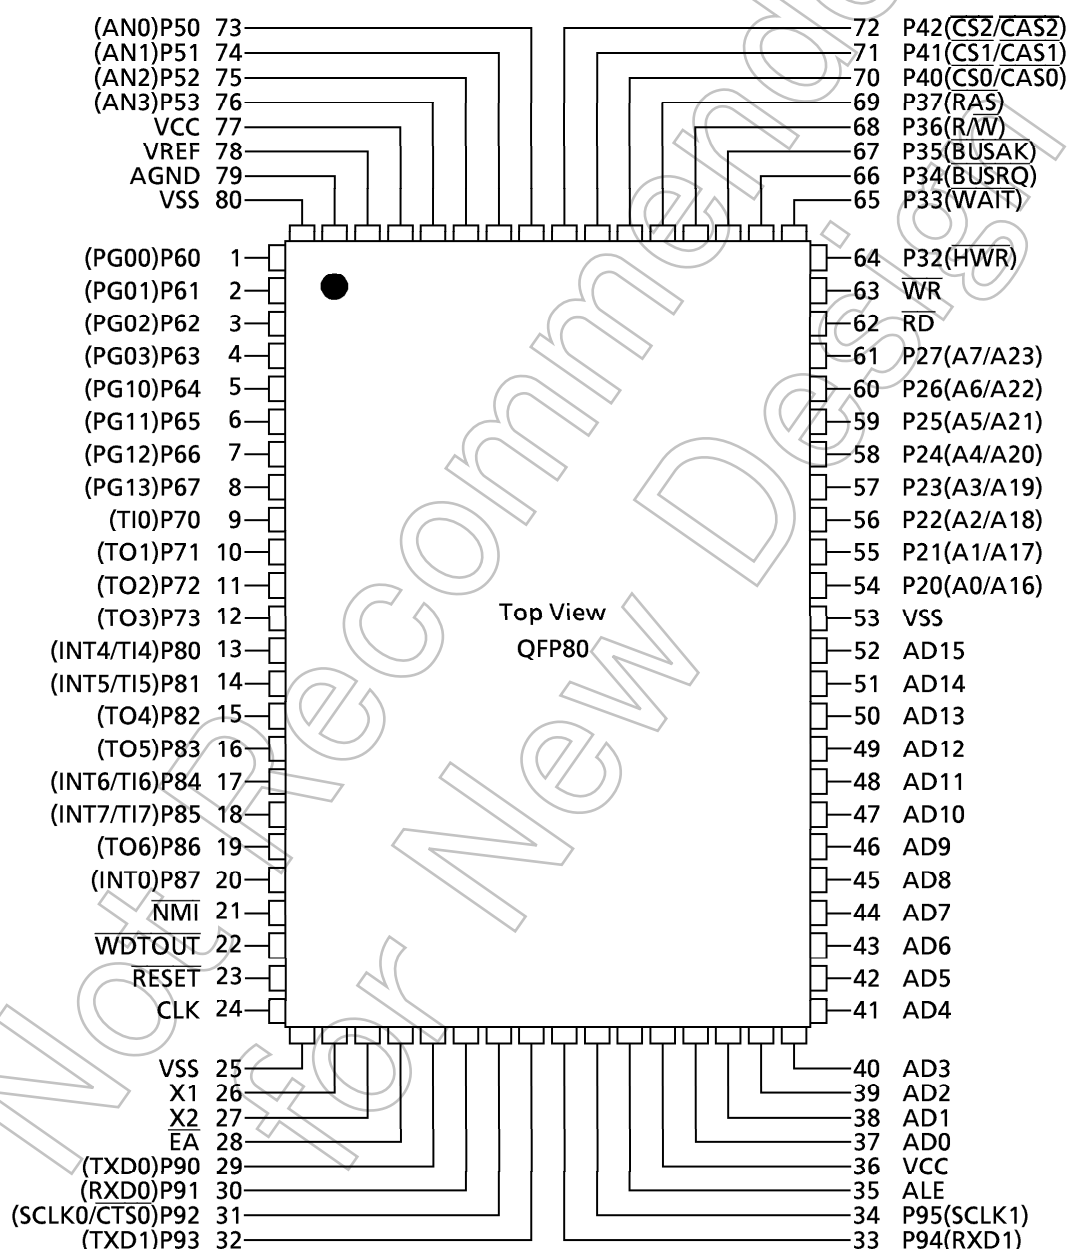 (AN0)P50 73
(AN1)P51 74
(AN2)P52 75
(AN3)P53 76
VCC 77
VREF 78
AGND 79
VSS 80
72 P42(CS2/CAS2)
71 P41(CS1/CAS1)
70 P40(CS0/CAS0)
69 P37(RAS)
68 P36(R/W)
67 P35(BUSAK)
66 P34(BUSRQ)
65 P33(WAIT)
(PG00)P60 1
(PG01)P61 2
(PG02)P62 3
(PG03)P63 4
(PG10)P64 5
(PG11)P65 6
(PG12)P66 7
(PG13)P67 8
(TI0)P70 9
(TO1)P71 10
(TO2)P72 11
(TO3)P73 12
(INT4/TI4)P80 13
(INT5/TI5)P81 14
(TO4)P82 15
(TO5)P83 16
(INT6/TI6)P84 17
(INT7/TI7)P85 18
(TO6)P86 19
(INT0)P87 20
NMI 21
WDTOUT 22
RESET 23
CLK 24
Top View
QFP80
64 P32(HWR)
63 WR
62 RD
61 P27(A7/A23)
60 P26(A6/A22)
59 P25(A5/A21)
58 P24(A4/A20)
57 P23(A3/A19)
56 P22(A2/A18)
55 P21(A1/A17)
54 P20(A0/A16)
53 VSS
52 AD15
51 AD14
50 AD13
49 AD12
48 AD11
47 AD10
46 AD9
45 AD8
44 AD7
43 AD6
42 AD5
41 AD4
VSS 25
X1 26
X2 27
EA 28
(TXD0)P90 29
(RXD0)P91 30
(SCLK0/CTS0)P92 31
(TXD1)P93 32
40 AD3
39 AD2
38 AD1
37 AD0
36 VCC
35 ALE
34 P95(SCLK1)
33 P94(RXD1)
Not Recommended
for New Design